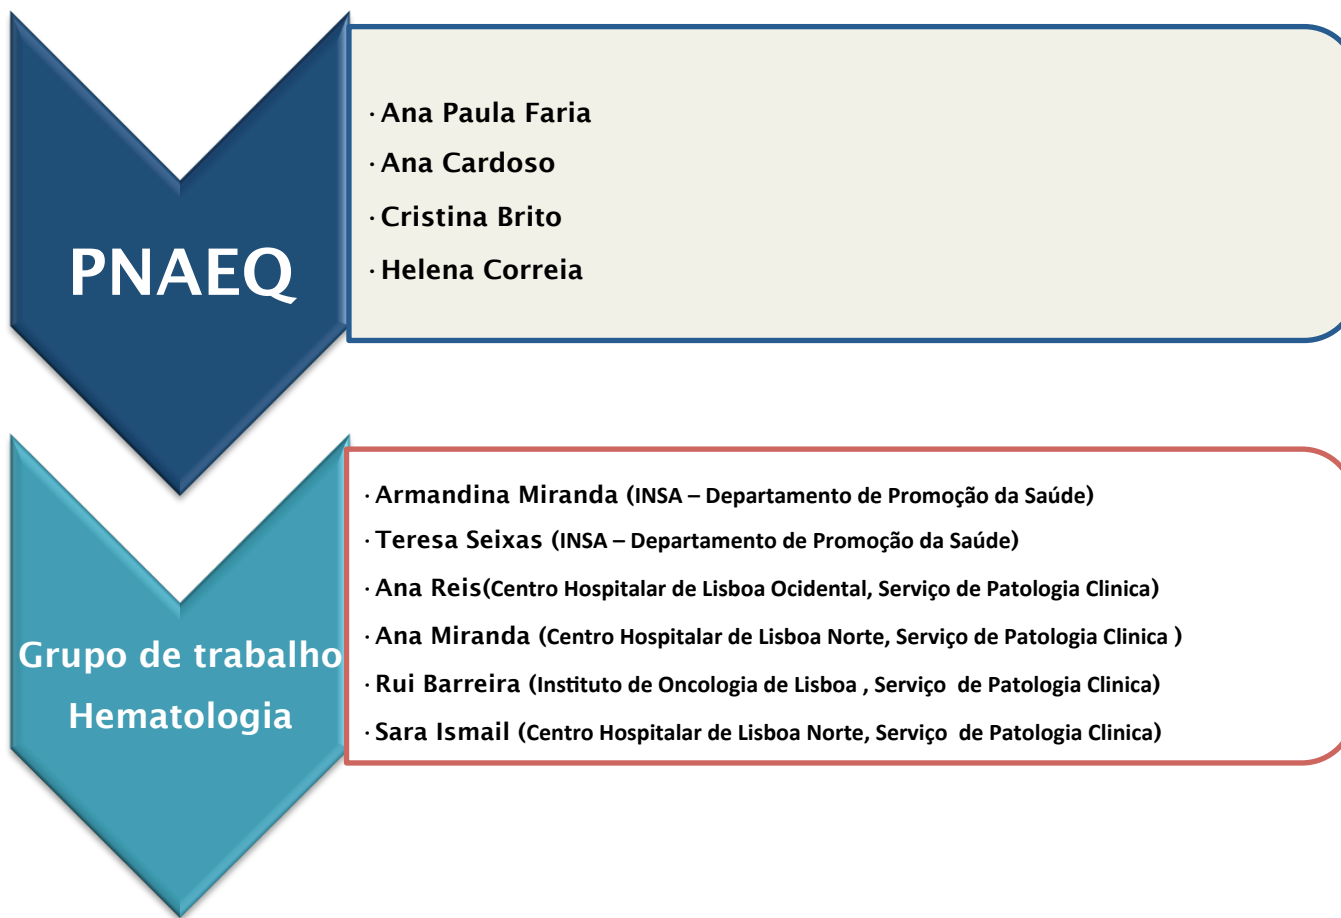 PNAEQ
· Ana Paula Faria
· Ana Cardoso
· Cristina Brito
· Helena Correia
Grupo de trabalho
Hematologia
· Armandina Miranda (INSA – Departamento de Promoção da Saúde)
· Teresa Seixas (INSA – Departamento de Promoção da Saúde)
· Ana Reis(Centro Hospitalar de Lisboa Ocidental, Serviço de Patologia Clinica)
· Ana Miranda (Centro Hospitalar de Lisboa Norte, Serviço de Patologia Clinica )
· Rui Barreira (Instituto de Oncologia de Lisboa , Serviço de Patologia Clinica)
· Sara Ismail (Centro Hospitalar de Lisboa Norte, Serviço de Patologia Clinica)